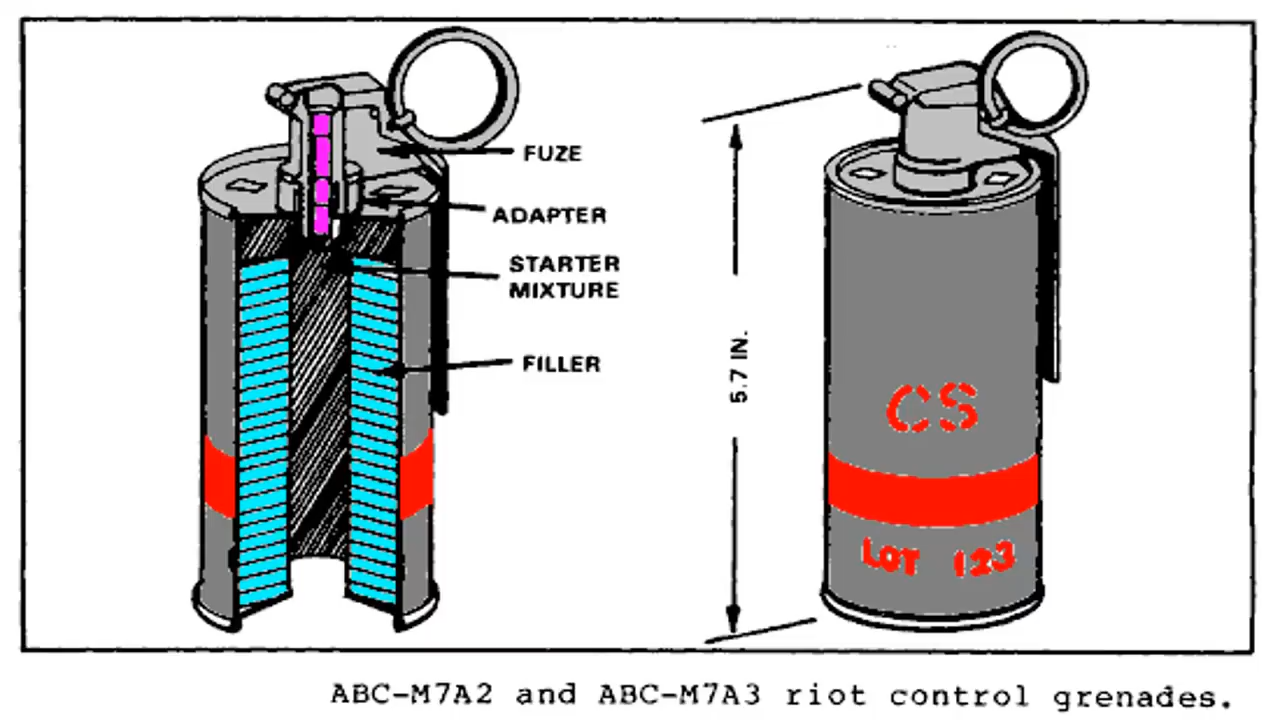 FUZE
ADAPTER
STARTER
MIXTURE
FILLER
5.7 IN.
CS
LOT 123
ABC-M7A2 and ABC-M7A3 riot control grenades.